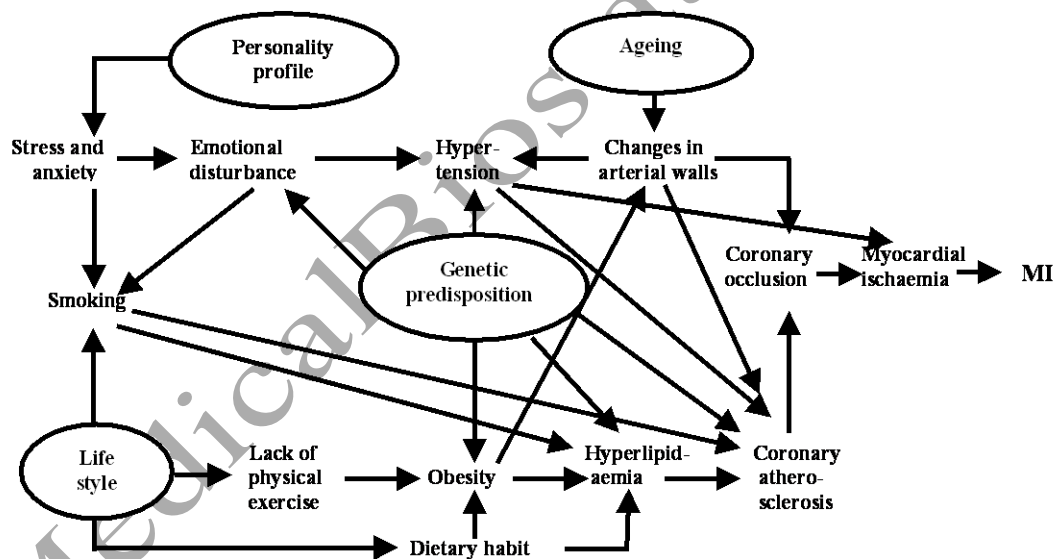 Personality
profile
Ageing
Stress and
anxiety
Emotional
disturbance
Hyper-
tension
Changes in
arterial walls
Genetic
predisposition
Coronary
occlusion
Myocardial
ischaemia
MI
Smoking
Life
style
Lack of
physical
exercise
Obesity
Hyperlipid-
aemia
Coronary
athero-
sclerosis
Dietary habit